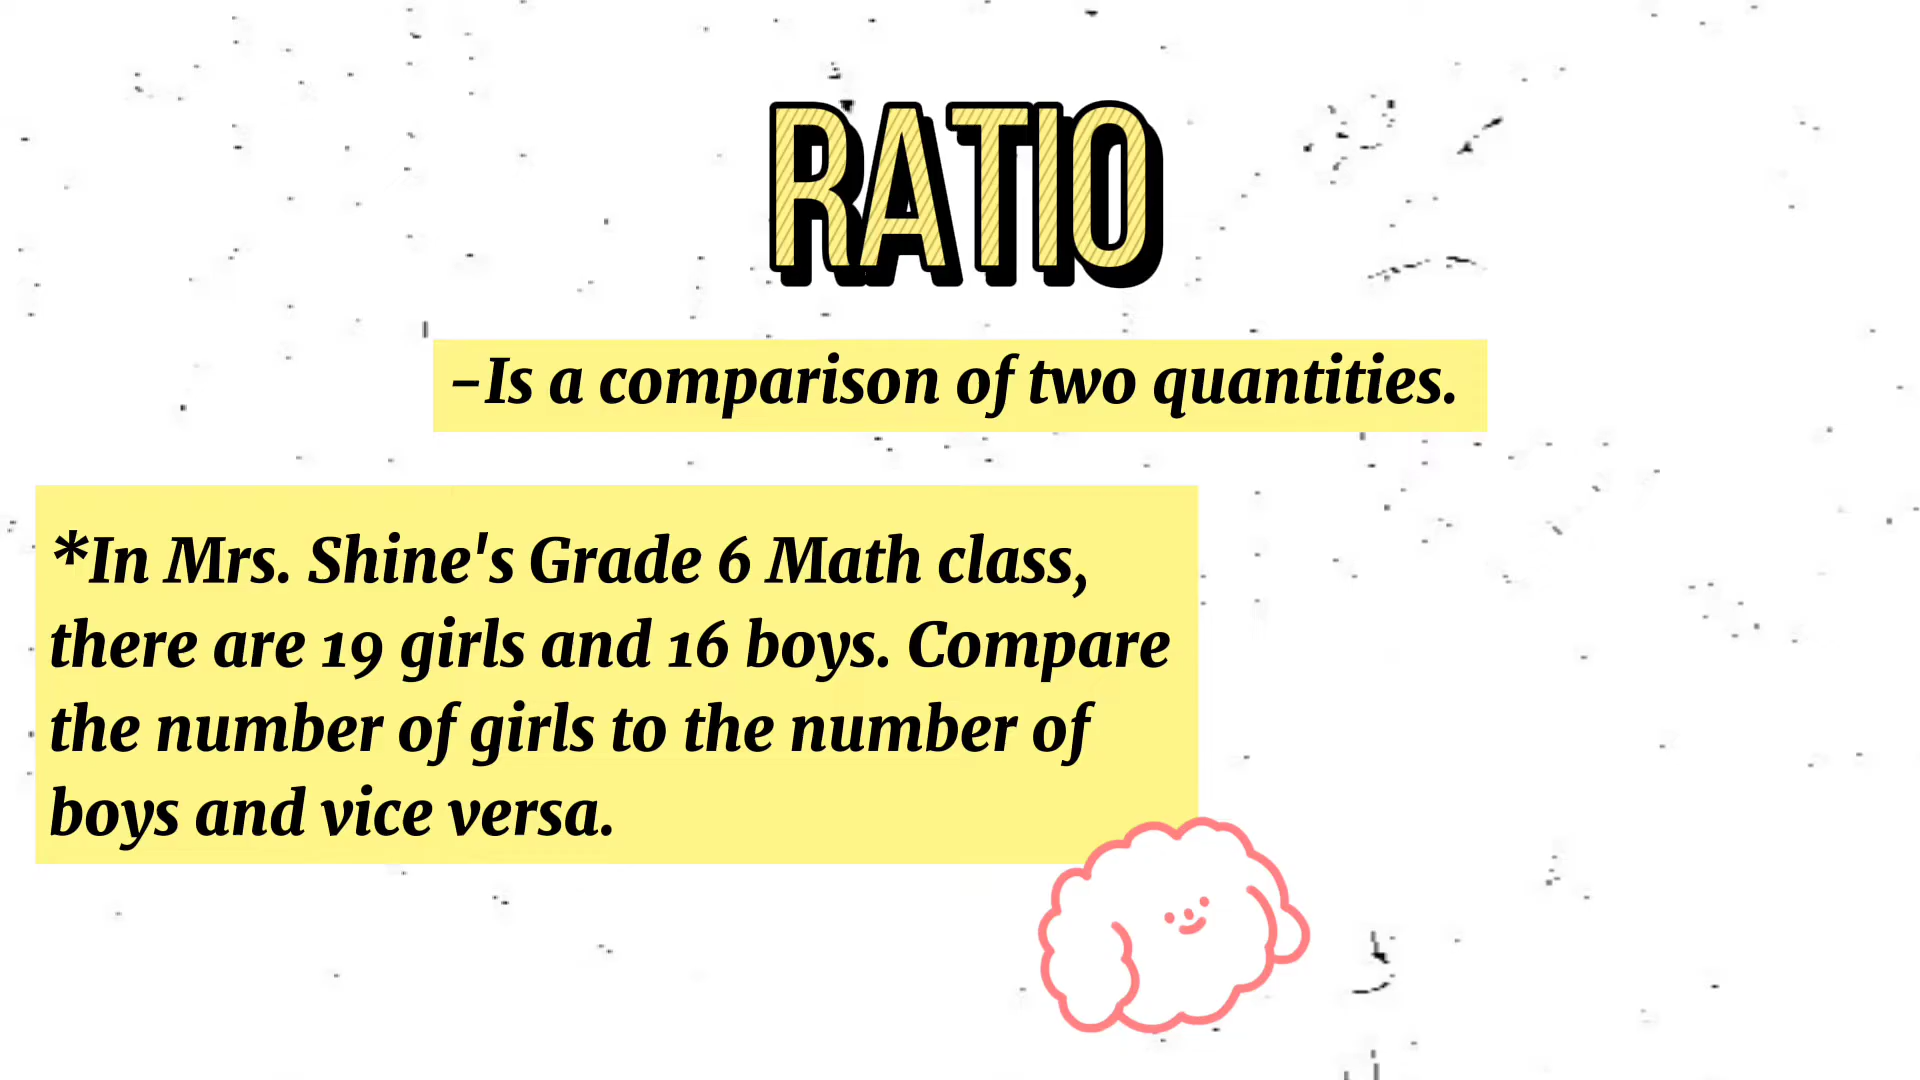 RATIO
-Is a comparison of two quantities.
*In Mrs. Shine's Grade 6 Math class,
there are 19 girls and 16 boys. Compare
the number of girls to the number of
boys and vice versa.